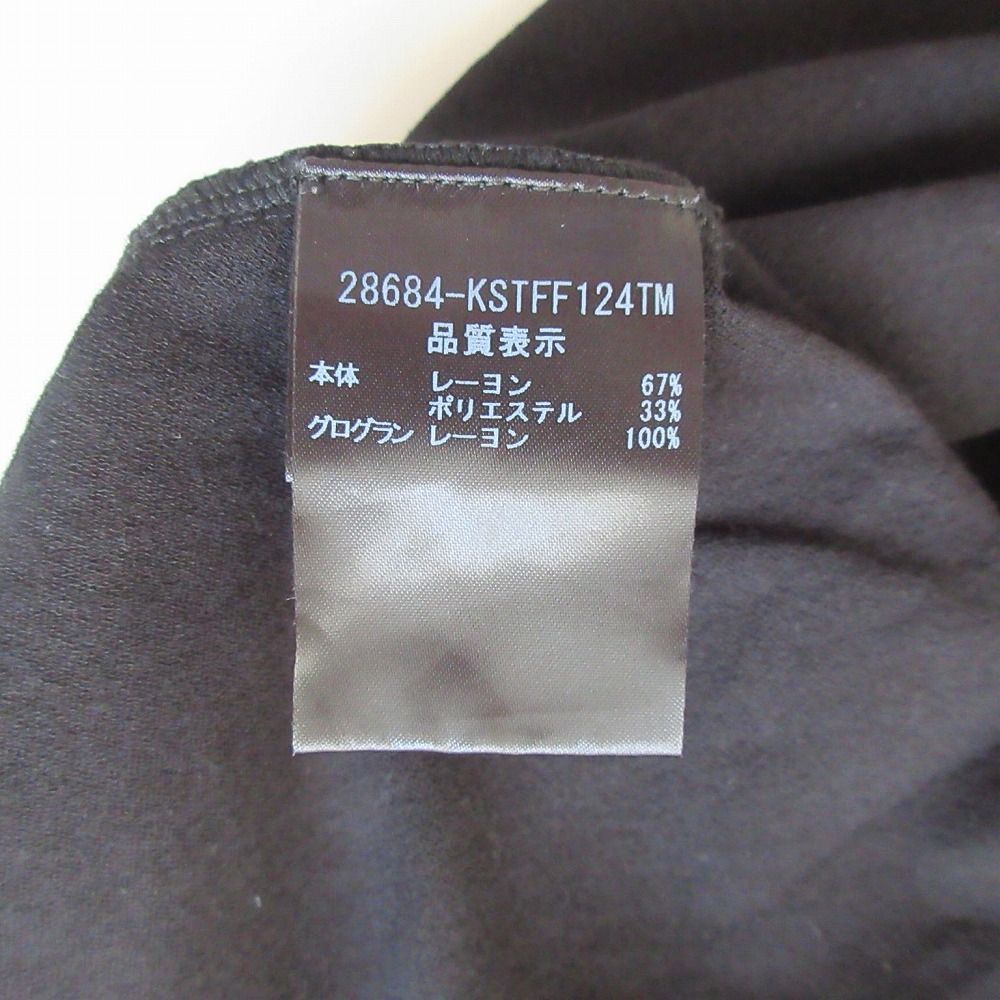 28684-KSTFF124TM
品質表示
本体 レーヨン 67%
ポリエステル 33%
グログラン レーヨン 100%